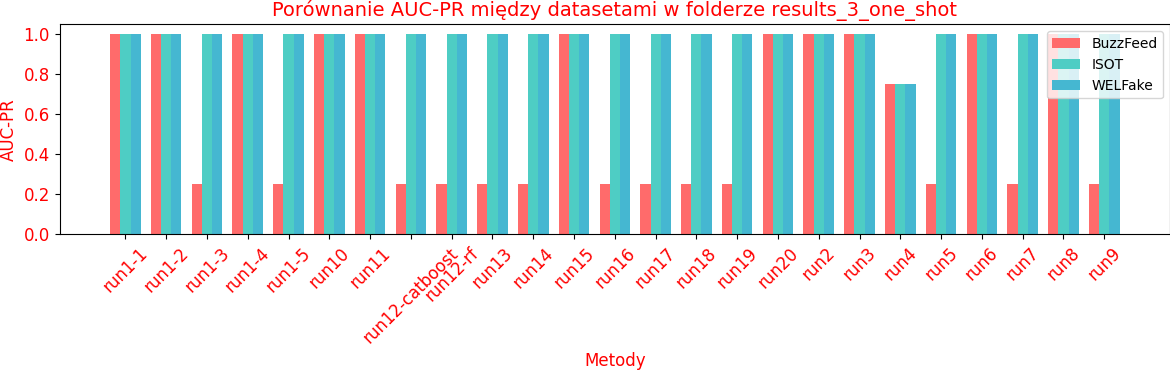 Porównanie AUC-PR między datasetami w folderze results_3_one_shot
AUC-PR
1.0
0.8
0.6
0.4
0.2
0.0
BuzzFeed
ISOT
WELFake
run1-1
run1-2
run1-3
run1-4
run1-5
run10
run11
run12-catboost
run12-rf
run13
run14
run15
run16
run17
run18
run19
run20
run2
run3
run4
run5
run6
run7
run8
run9
Metody